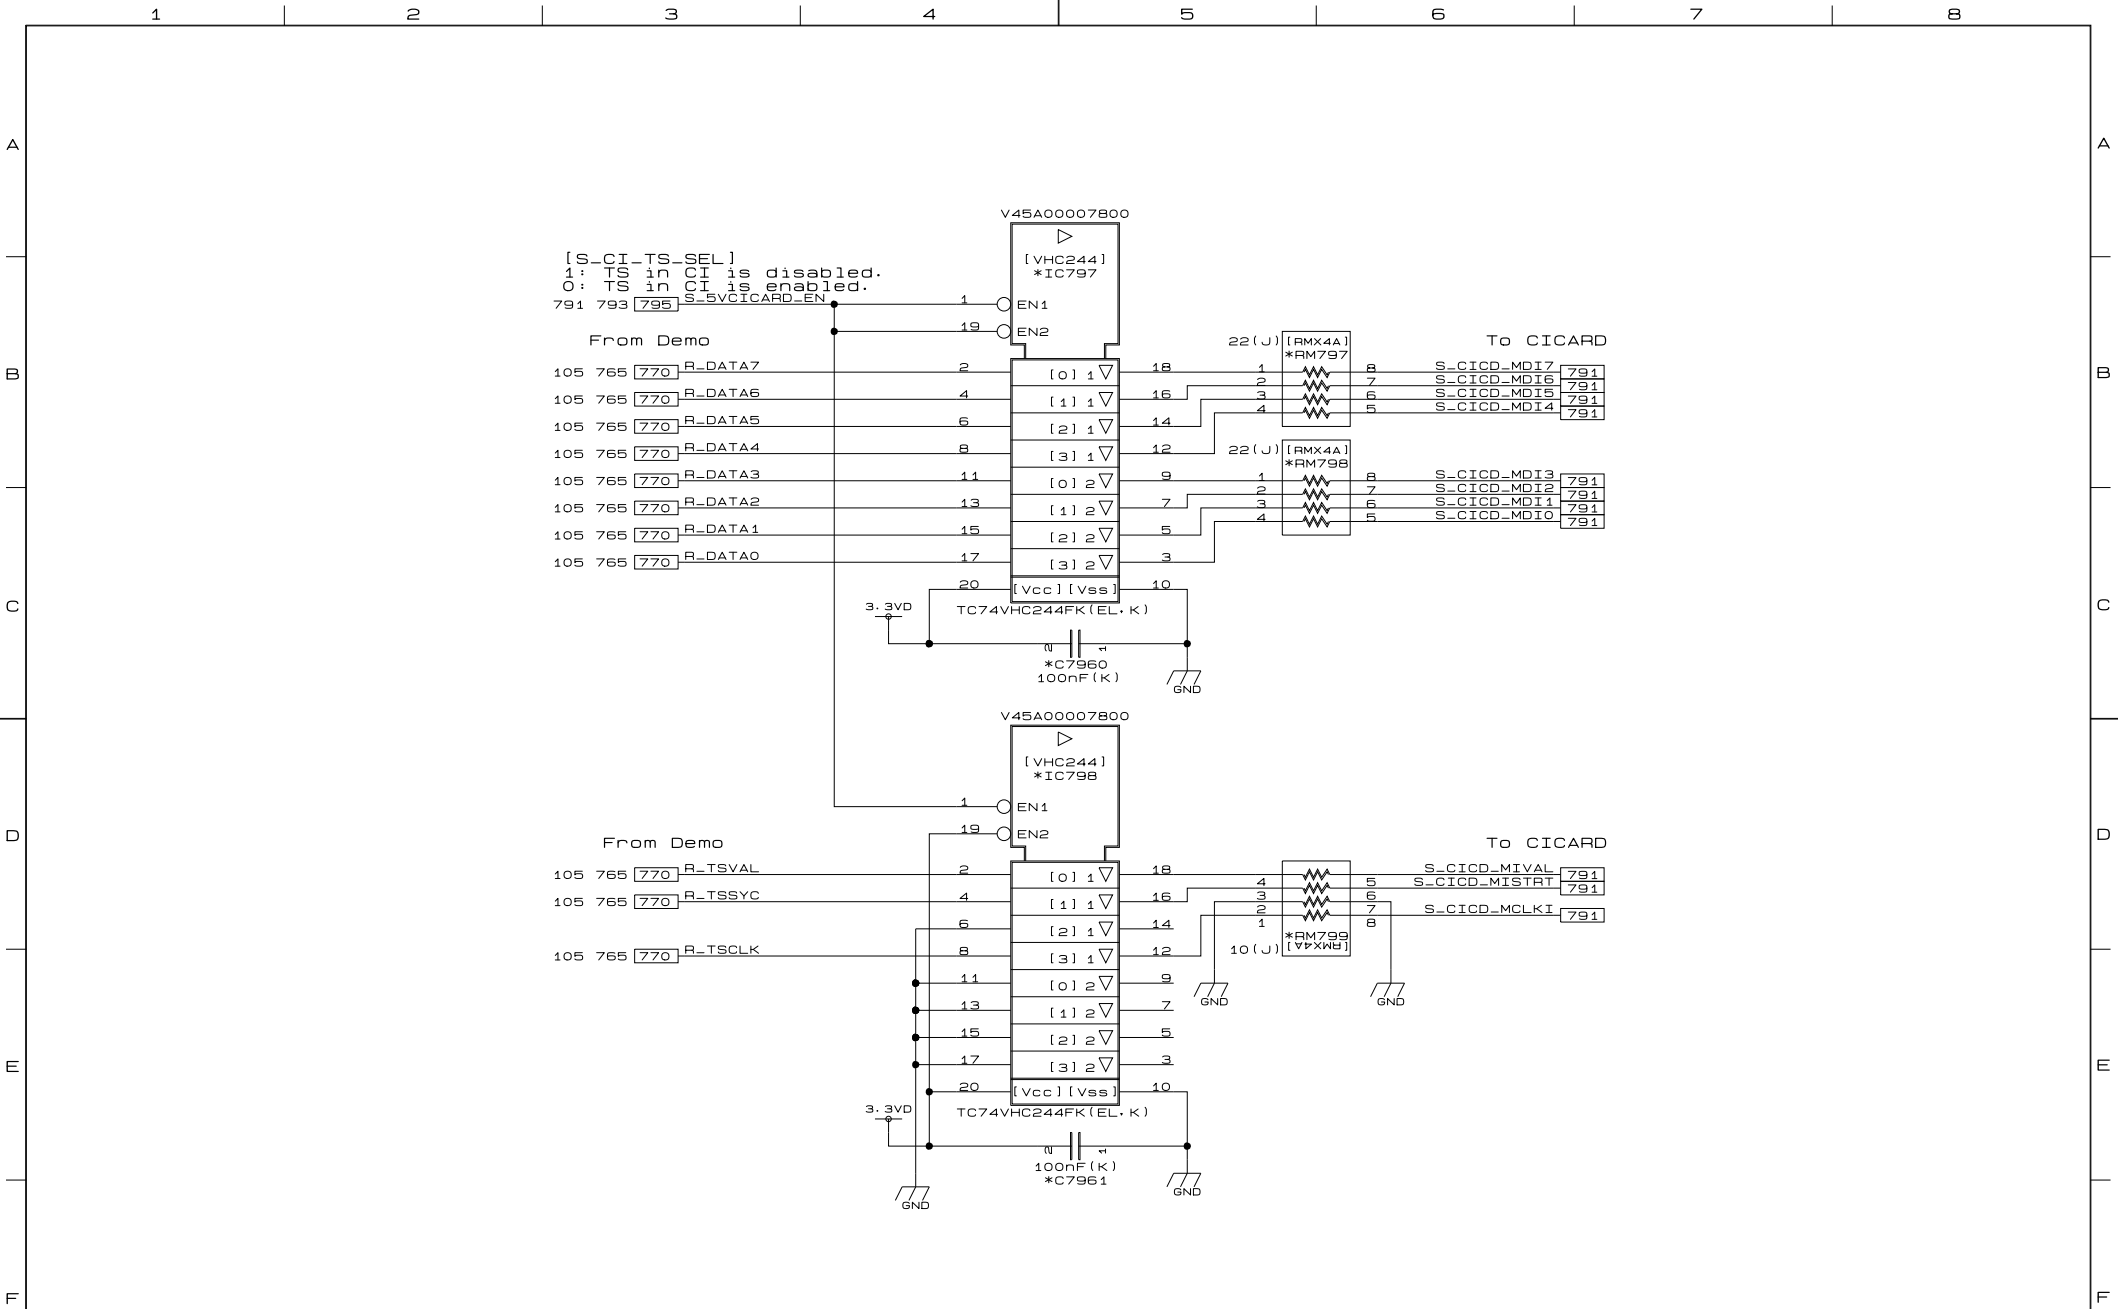 1 2 3 4 5 6 7 8
A A
V45A00007800
[VHC244]
*IC797
[S_CI_TS_SEL]
1: TS in CI is disabled.
0: TS in CI is enabled.
791 793 795 S_5VCICARD_EN 1 EN1
19 EN2
From Demo 22(J) [RMX4A] To CICARD
*RM797
B 105 765 770 R_DATA7 2 [0] 1 18 1 8 S_CICD_MDI7 791 B
2 7 S_CICD_MDI6 791
105 765 770 R_DATA6 4 [1] 1 16 3 6 S_CICD_MDI5 791
4 5 S_CICD_MDI4 791
105 765 770 R_DATA5 6 [2] 1 14
105 765 770 R_DATA4 8 [3] 1 12 22(J) [RMX4A]
*RM798
105 765 770 R_DATA3 11 [0] 2 9 1 8 S_CICD_MDI3 791
2 7 S_CICD_MDI2 791
105 765 770 R_DATA2 13 [1] 2 7 3 6 S_CICD_MDI1 791
4 5 S_CICD_MDI0 791
105 765 770 R_DATA1 15 [2] 2 5
105 765 770 R_DATA0 17 [3] 2 3
20 [Vcc] [Vss] 10
C 3.3VD TC74VHC244FK(EL,K) C
2 1
*C7960
100nF(K)
GND
V45A00007800
[VHC244]
*IC798
1 EN1
D 19 EN2 D
From Demo To CICARD
105 765 770 R_TSVAL 2 [0] 1 18 S_CICD_MIVAL 791
4 5 S_CICD_MISTRT 791
105 765 770 R_TSSYC 4 [1] 1 16 3 6
2 7 S_CICD_MCLKI 791
6 [2] 1 14 1 8
*RM799
105 765 770 R_TSCLK 8 [3] 1 12 10(J) [RMX4A]
11 [0] 2 9
GND GND
13 [1] 2 7
15 [2] 2 5
E 17 [3] 2 3 E
20 [Vcc] [Vss] 10
3.3VD TC74VHC244FK(EL,K)
2 1
100nF(K)
*C7961
GND GND
F F